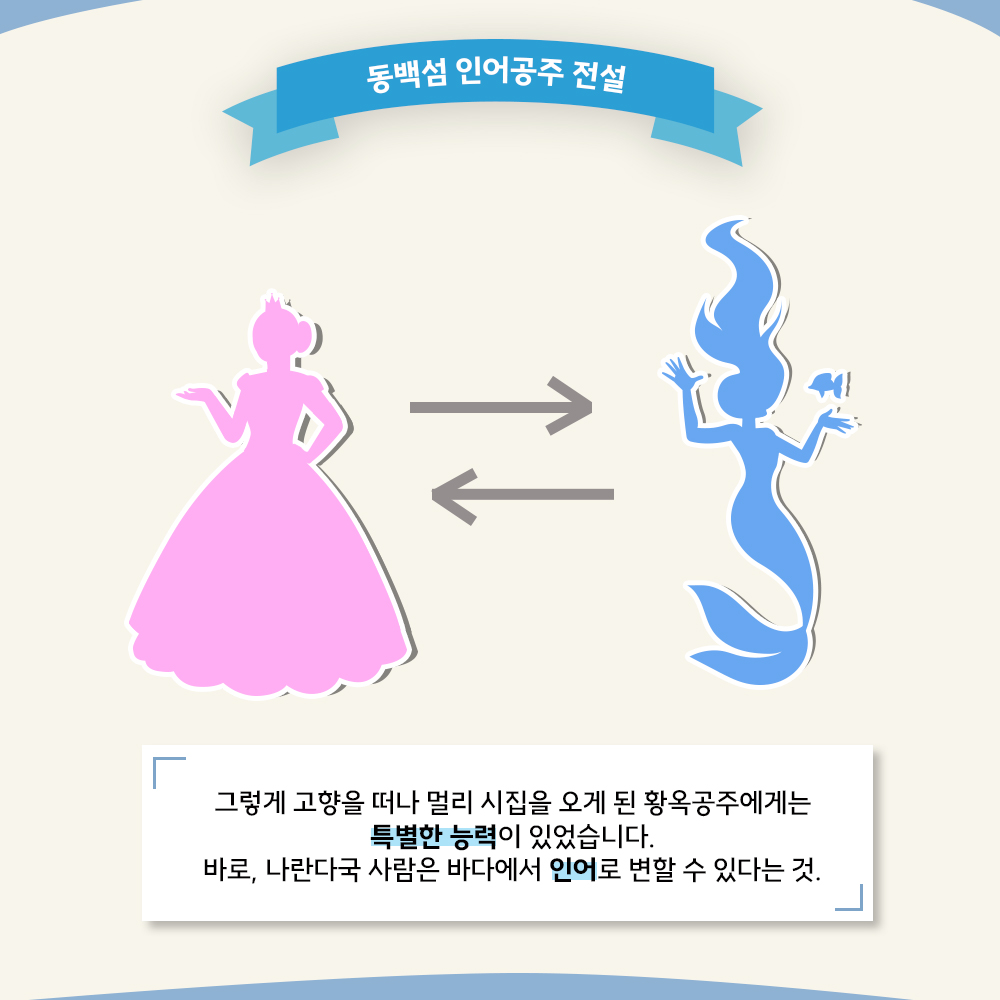 동백섬 인어공주 전설
그렇게 고향을 떠나 멀리 시집을 오게 된 황옥공주에게는
특별한 능력이 있었습니다.
바로, 나란다국 사람은 바다에서 인어로 변할 수 있다는 것.